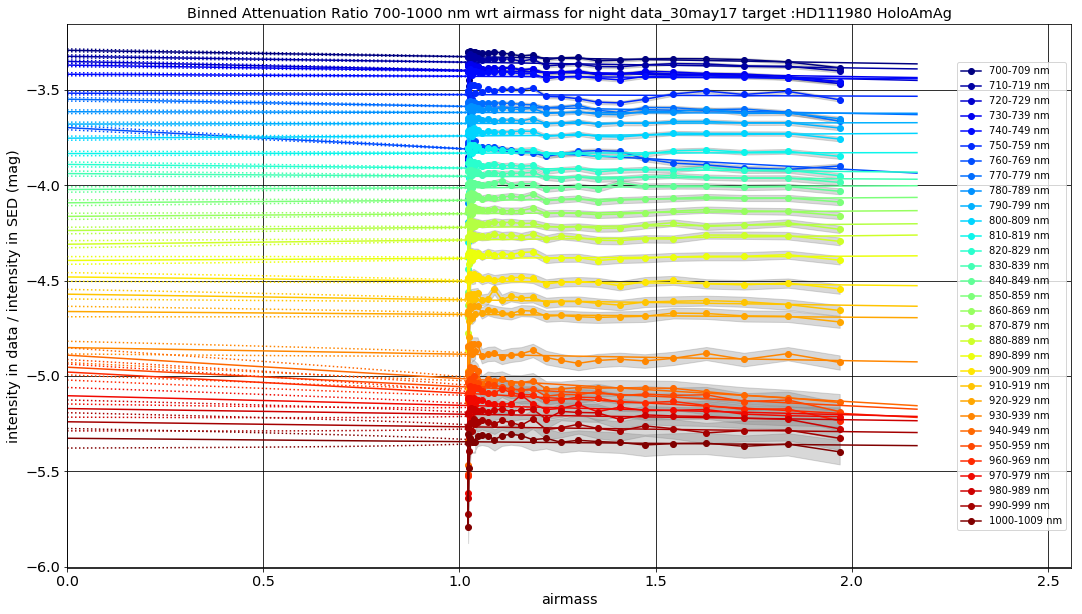 Binned Attenuation Ratio 700-1000 nm wrt airmass for night data_30may17 target :HD111980 HoloAmAg
intensity in data / intensity in SED (mag)
−3.5
−4.0
−4.5
−5.0
−5.5
−6.0
700-709 nm
710-719 nm
720-729 nm
730-739 nm
740-749 nm
750-759 nm
760-769 nm
770-779 nm
780-789 nm
790-799 nm
800-809 nm
810-819 nm
820-829 nm
830-839 nm
840-849 nm
850-859 nm
860-869 nm
870-879 nm
880-889 nm
890-899 nm
900-909 nm
910-919 nm
920-929 nm
930-939 nm
940-949 nm
950-959 nm
960-969 nm
970-979 nm
980-989 nm
990-999 nm
1000-1009 nm
0.0 0.5 1.0 1.5 2.0 2.5
airmass